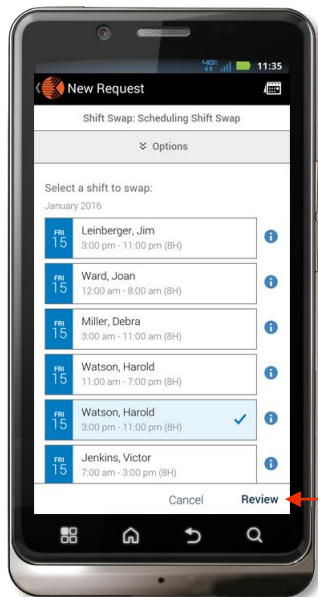 4GE 11:35
New Request
Shift Swap: Scheduling Shift Swap
Options
Select a shift to swap:
January 2016
FRI 15 Leinberger, Jim
3:00 pm - 11:00 pm (8H)
FRI 15 Ward, Joan
12:00 am - 8:00 am (8H)
FRI 15 Miller, Debra
3:00 am - 11:00 am (8H)
FRI 15 Watson, Harold
11:00 am - 7:00 pm (8H)
FRI 15 Watson, Harold
3:00 pm - 11:00 pm (8H)
FRI 15 Jenkins, Victor
7:00 am - 3:00 pm (8H)
Cancel Review